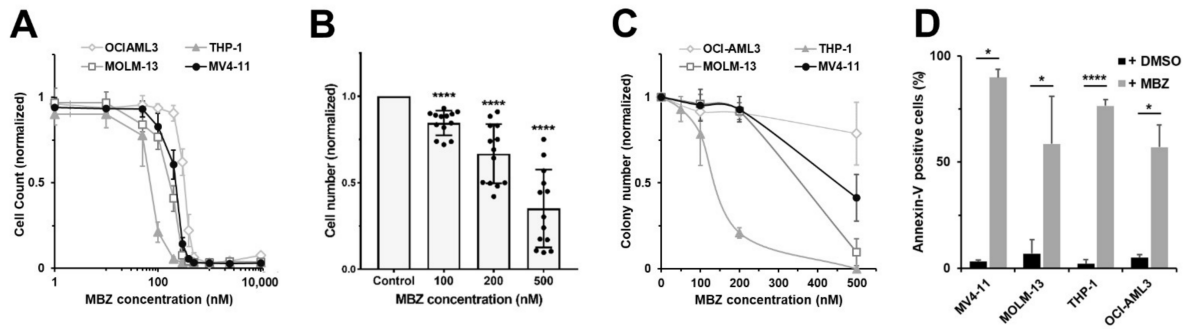 A
OCIAML3 THP-1
MOLM-13 MV4-11
Cell Count (normalized)
1
0.5
0
1 100 10,000
MBZ concentration (nM)
B
Cell number (normalized)
1.0
0.5
0.0
**** **** ****
Control 100 200 500
MBZ concentration (nM)
C
OCI-AML3 THP-1
MOLM-13 MV4-11
Colony number (normalized)
1
0.5
0
0 100 200 300 400 500
MBZ concentration (nM)
D
+ DMSO
+ MBZ
Annexin-V positive cells (%)
100
50
0
* * **** *
MV4-11
MOLM-13
THP-1
OCI-AML3